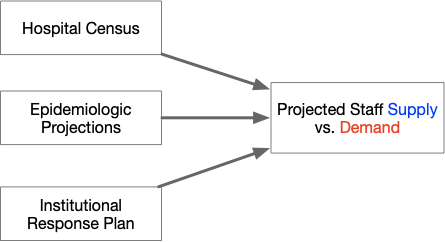 Hospital Census
Epidemiologic
Projections
Institutional
Response Plan
Projected Staff Supply
vs. Demand